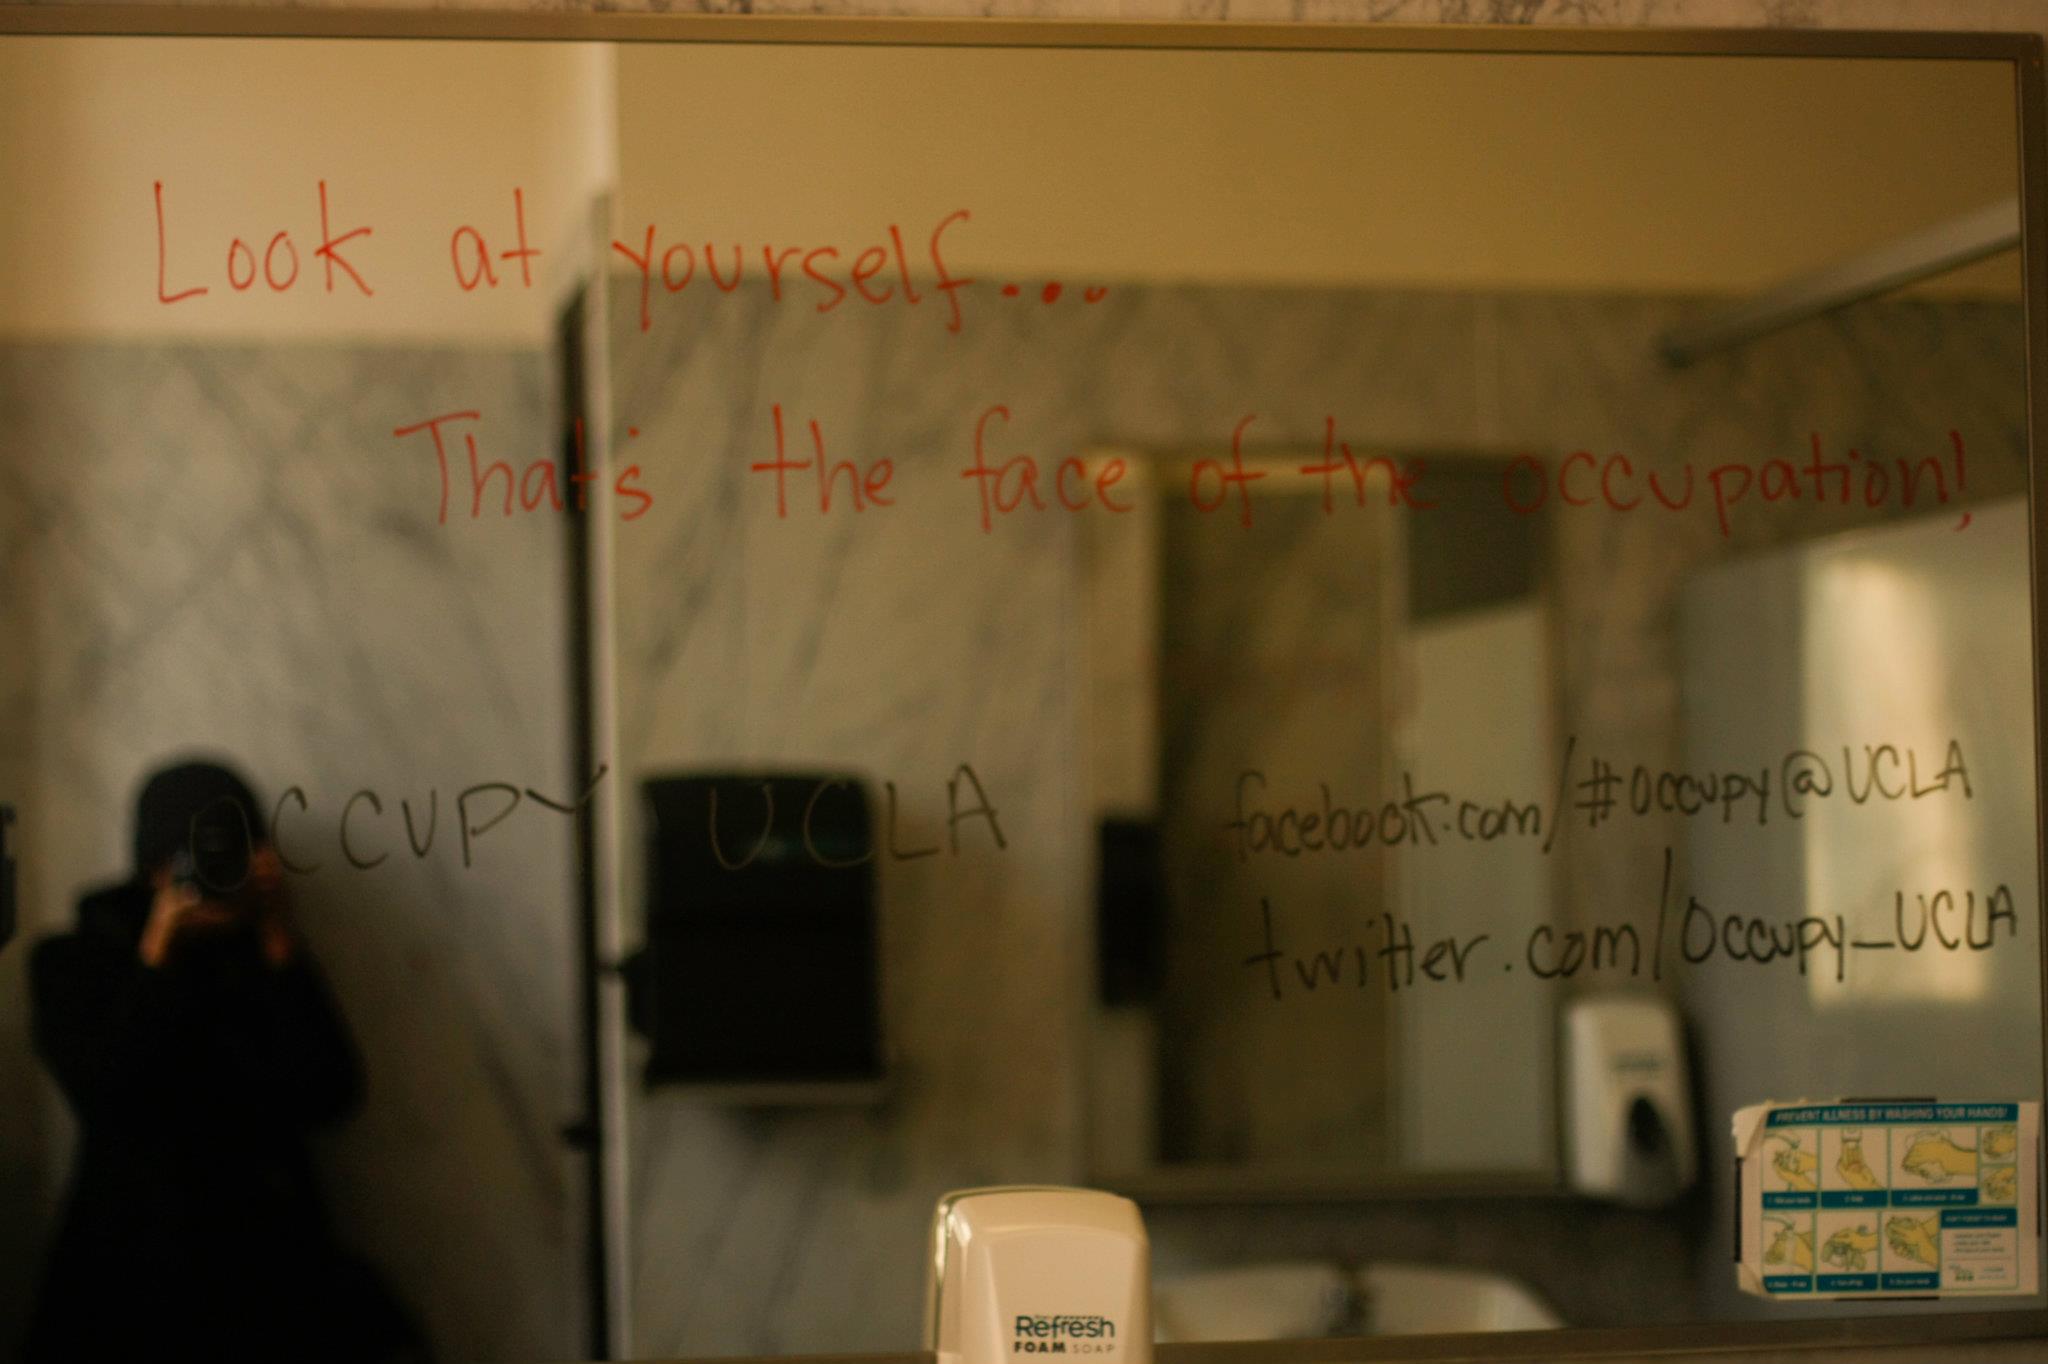 Look at yourself...
That's the face of the occupation!
OCCUPY UCLA
facebook.com/#occupy@UCLA
twitter.com/Occupy_UCLA
PREVENT ILLNESS BY WASHING YOUR HANDS!
Refresh
FOAM SOAP